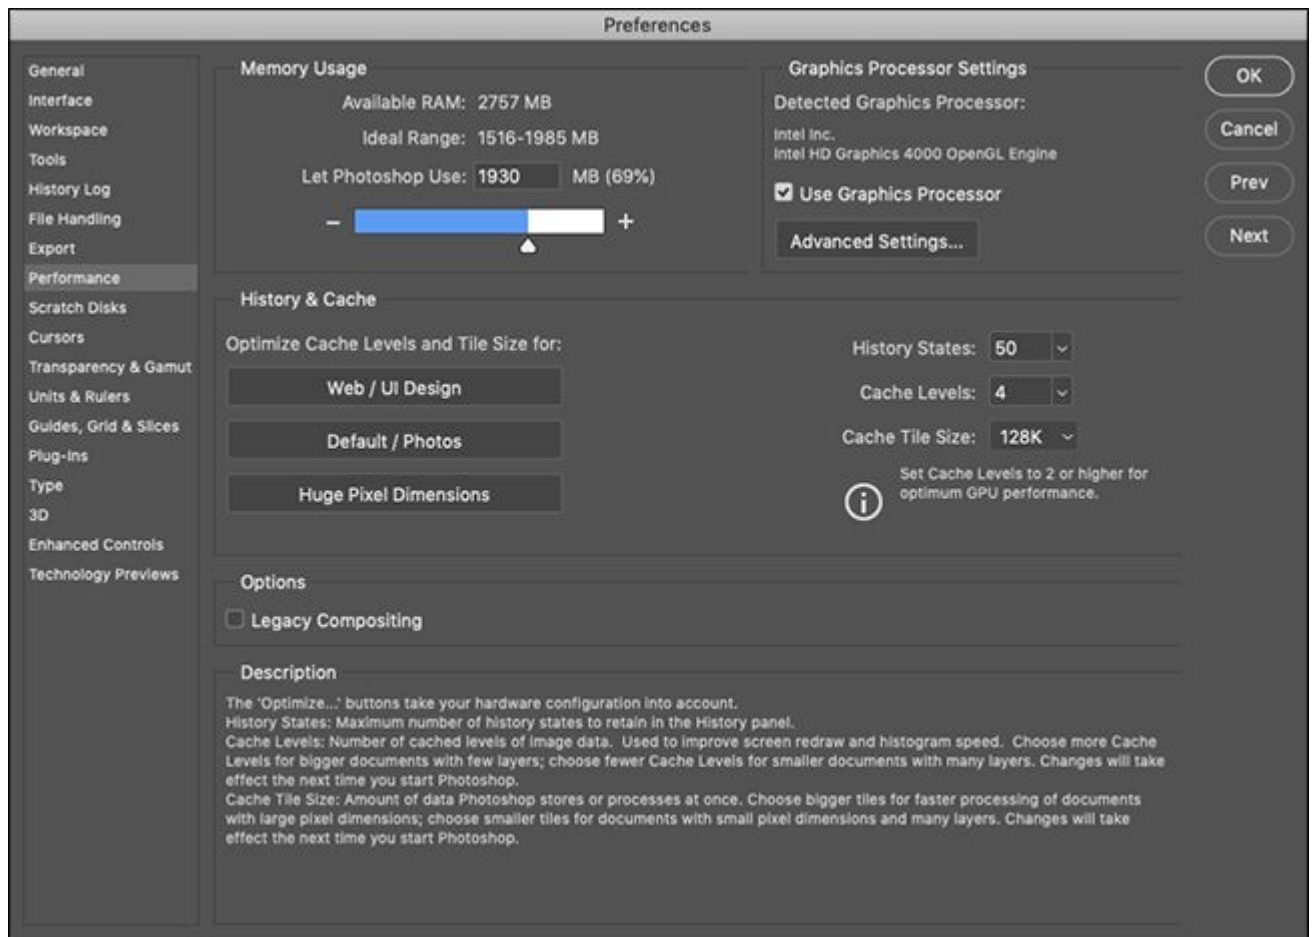 Preferences
General
Interface
Workspace
Tools
History Log
File Handling
Export
Performance
Scratch Disks
Cursors
Transparency & Gamut
Units & Rulers
Guides, Grid & Slices
Plug-Ins
Type
3D
Enhanced Controls
Technology Previews
Memory Usage
Available RAM: 2757 MB
Ideal Range: 1516-1985 MB
Let Photoshop Use: 1930 MB (69%)
− +
Graphics Processor Settings
Detected Graphics Processor:
Intel Inc.
Intel HD Graphics 4000 OpenGL Engine
Use Graphics Processor
Advanced Settings...
OK
Cancel
Prev
Next
History & Cache
Optimize Cache Levels and Tile Size for:
Web / UI Design
Default / Photos
Huge Pixel Dimensions
History States: 50
Cache Levels: 4
Cache Tile Size: 128K
Set Cache Levels to 2 or higher for
optimum GPU performance.
Options
Legacy Compositing
Description
The 'Optimize...' buttons take your hardware configuration into account.
History States: Maximum number of history states to retain in the History panel.
Cache Levels: Number of cached levels of image data.  Used to improve screen redraw and histogram speed.  Choose more Cache
Levels for bigger documents with few layers; choose fewer Cache Levels for smaller documents with many layers. Changes will take
effect the next time you start Photoshop.
Cache Tile Size: Amount of data Photoshop stores or processes at once. Choose bigger tiles for faster processing of documents
with large pixel dimensions; choose smaller tiles for documents with small pixel dimensions and many layers. Changes will take
effect the next time you start Photoshop.